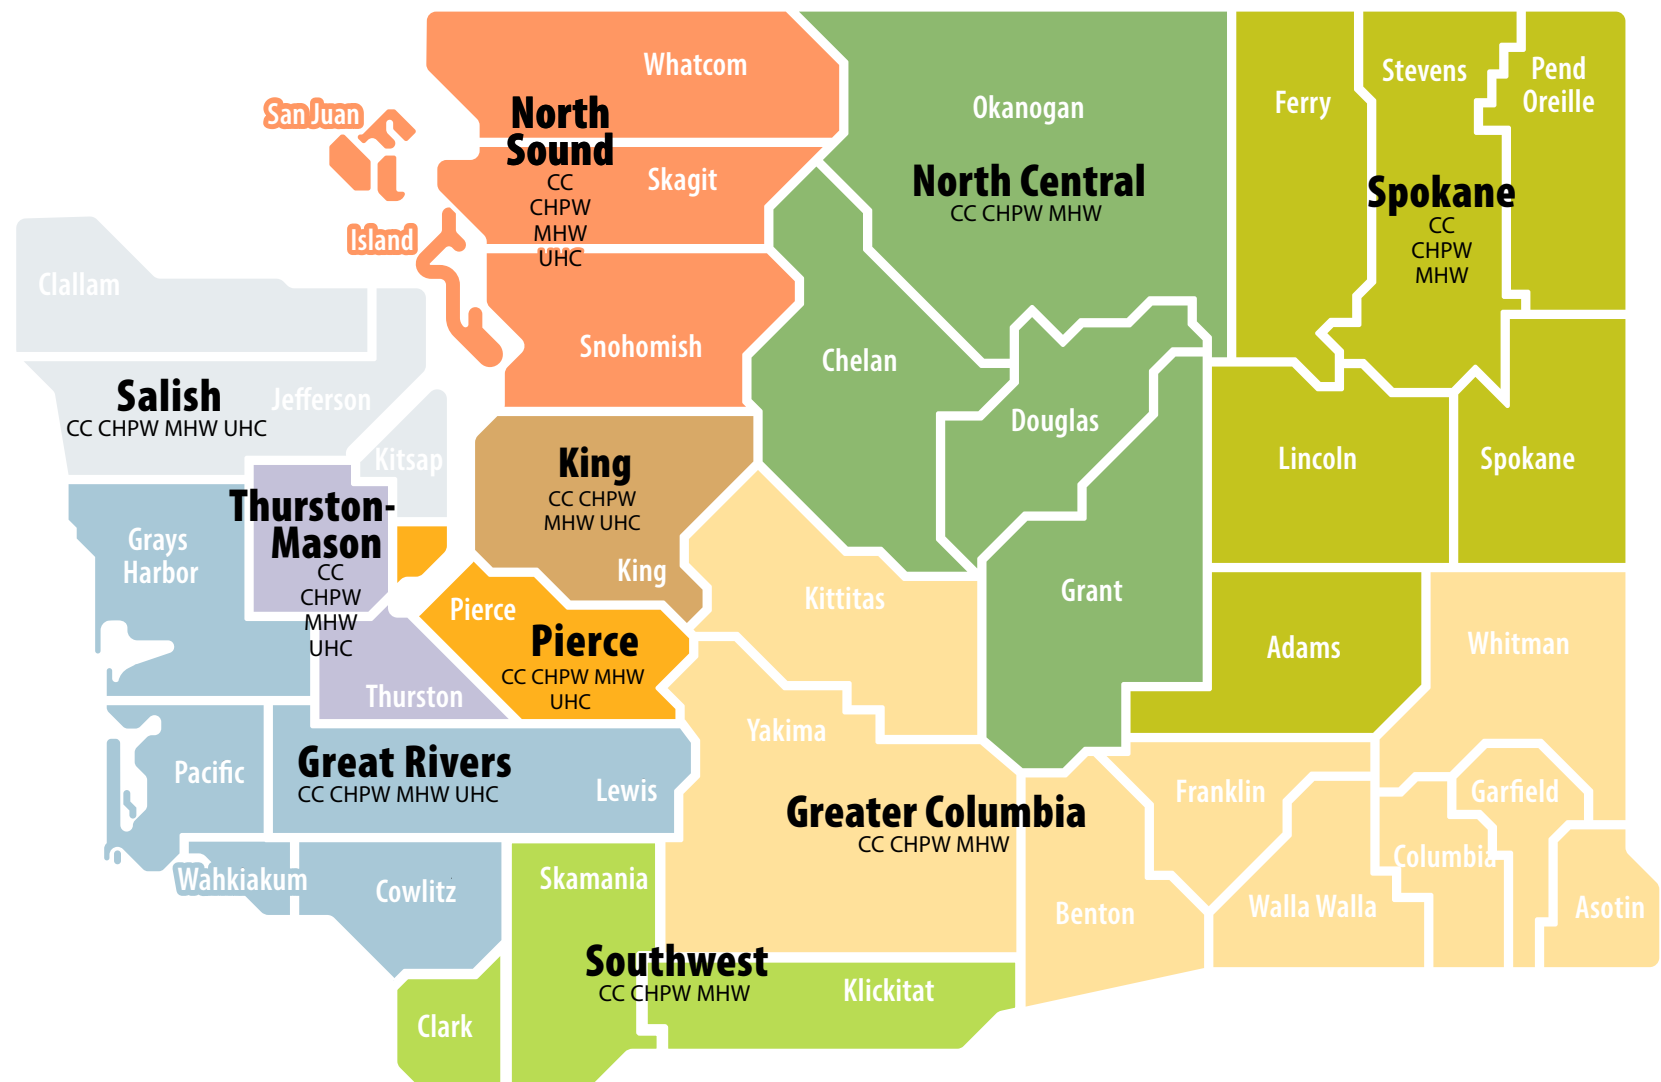 Whatcom
San Juan
North
Sound
CC
CHPW
MHW
UHC
Skagit
Island
Snohomish
Okanogan
North Central
CC CHPW MHW
Chelan
Douglas
Grant
Ferry
Stevens
Pend
Oreille
Spokane
CC
CHPW
MHW
Lincoln
Spokane
Adams
Clallam
Salish
CC CHPW MHW UHC
Jefferson
Kitsap
King
CC CHPW
MHW UHC
King
Thurston-
Mason
CC
CHPW
MHW
UHC
Thurston
Grays
Harbor
Pierce
Pierce
CC CHPW MHW
UHC
Kittitas
Yakima
Greater Columbia
CC CHPW MHW
Whitman
Franklin
Garfield
Columbia
Benton
Walla Walla
Asotin
Pacific
Great Rivers
CC CHPW MHW UHC
Lewis
Wahkiakum
Cowlitz
Skamania
Southwest
CC CHPW MHW
Klickitat
Clark